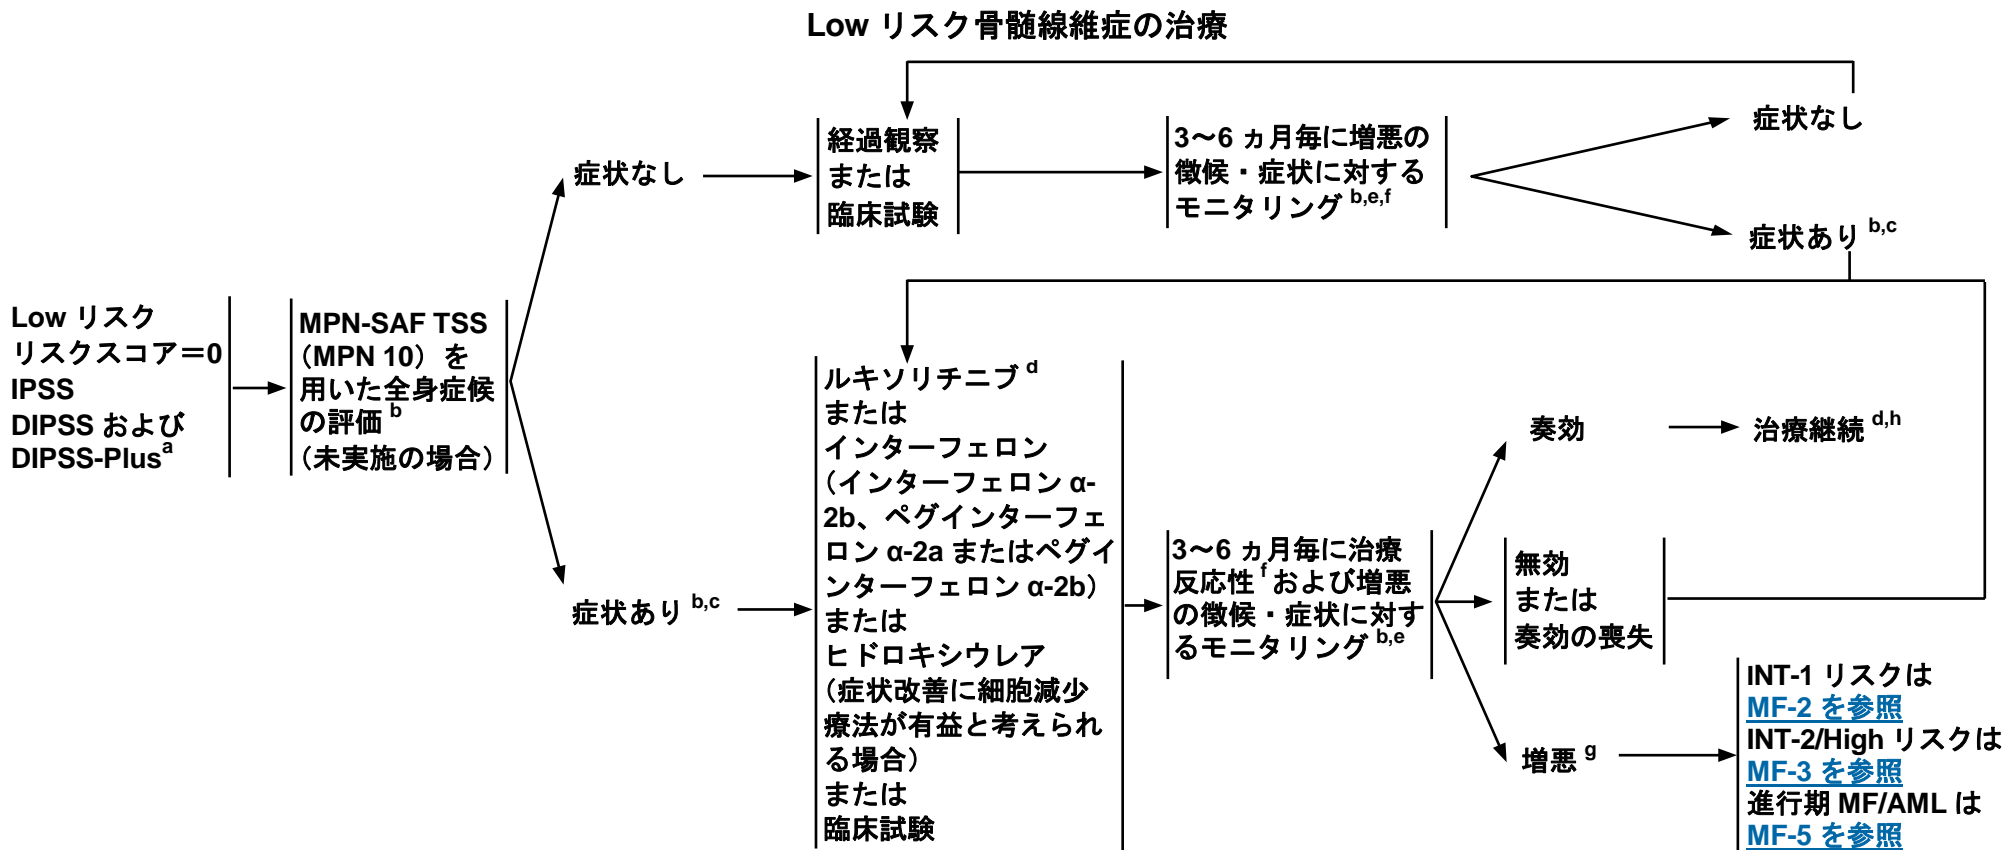 Low リスク骨髄線維症の治療
Low リスク
リスクスコア=0
IPSS
DIPSS および
DIPSS-Plus a
MPN-SAF TSS
(MPN 10)を
用いた全身症候
の評価 b
(未実施の場合)
症状なし
経過観察
または
臨床試験
3~6 ヵ月毎に増悪の
徴候・症状に対する
モニタリング b,e,f
症状なし
症状あり b,c
症状あり b,c
ルキソリチニブ d
または
インターフェロン
(インターフェロン α-
2b、ペグインターフェ
ロン α-2a またはペグイ
ンターフェロン α-2b)
または
ヒドロキシウレア
(症状改善に細胞減少
療法が有益と考えられ
る場合)
または
臨床試験
3~6 ヵ月毎に治療
反応性 f および増悪
の徴候・症状に対す
るモニタリング b,e
奏効
治療継続 d,h
無効
または
奏効の喪失
増悪 g
INT-1 リスクは
MF-2 を参照
INT-2/High リスクは
MF-3 を参照
進行期 MF/AML は
MF-5 を参照